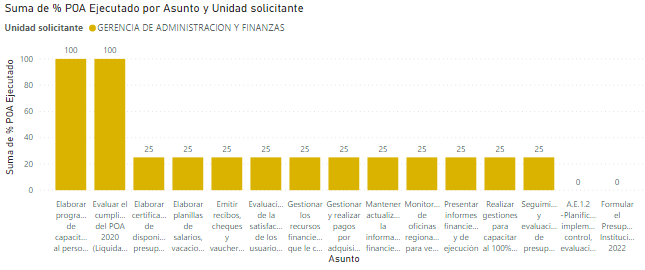 Suma de % POA Ejecutado por Asunto y Unidad solicitante
Unidad solicitante GERENCIA DE ADMINISTRACION Y FINANZAS
Suma de % POA Ejecutado
100
80
60
40
20
0
100
100
25
25
25
25
25
25
25
25
25
25
25
0
0
Elaborar
progra...
de
capacit...
al perso...
Evaluar el
cumpli...
del POA
2020
(Liquida...
Elaborar
certifica...
de
disponi...
presup...
Elaborar
planillas
de
salarios,
vacacio...
Emitir
recibos,
cheques
y
vaucher...
Evaluaci...
de la
satisfac...
de los
usuario...
Gestionar
los
recursos
financie...
que le c...
Gestionar
y realizar
pagos
por
adquisi...
Mantener
actualiz...
la
informa...
financie...
Monitor...
de
oficinas
regiona...
para ve...
Presentar
informes
financie...
y de
ejecución
Realizar
gestiones
para
capacitar
al 100%...
Seguimi...
y
evaluaci...
de
presup...
A.E.1.2
-Planific...
implem...
control,
evaluaci...
Formular
el
Presup...
Instituci...
2022
Asunto